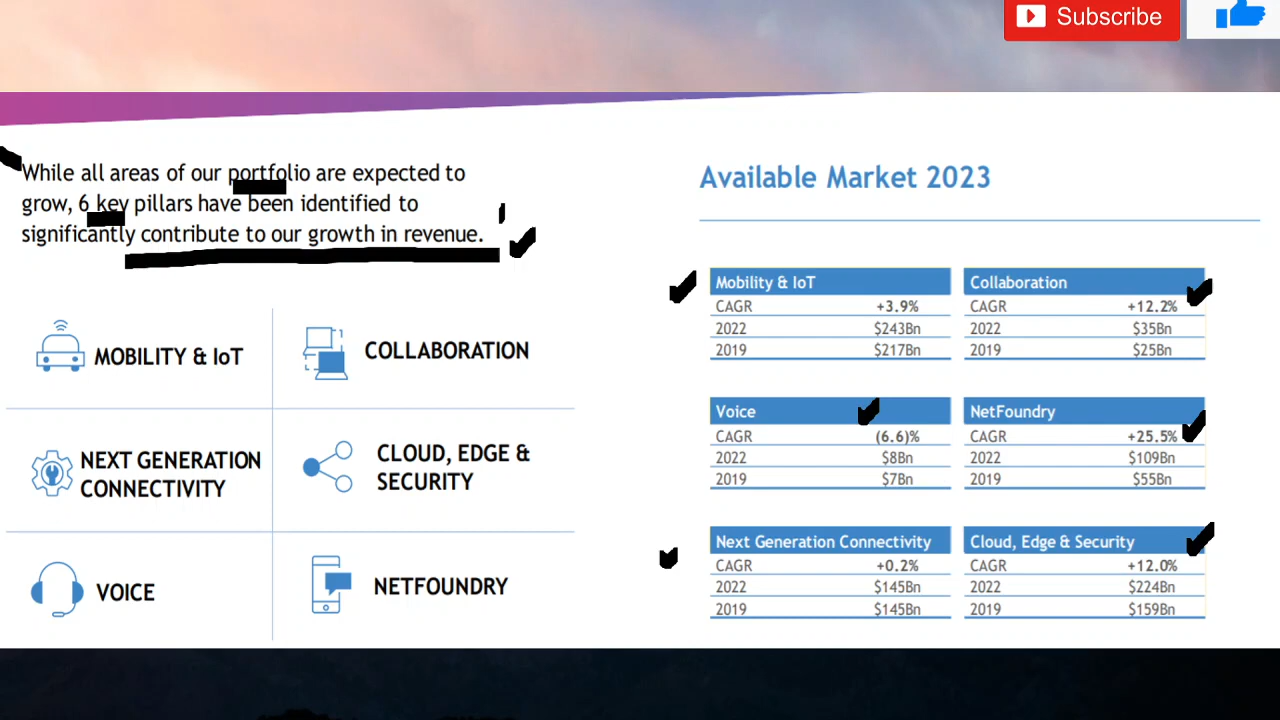 Subscribe
While all areas of our portfolio are expected to
grow, 6 key pillars have been identified to
significantly contribute to our growth in revenue.
MOBILITY & IoT
COLLABORATION
NEXT GENERATION
CONNECTIVITY
CLOUD, EDGE &
SECURITY
VOICE
NETFOUNDRY
Available Market 2023
Mobility & IoT
CAGR +3.9%
2022 $243Bn
2019 $217Bn
Collaboration
CAGR +12.2%
2022 $35Bn
2019 $25Bn
Voice
CAGR (6.6)%
2022 $8Bn
2019 $7Bn
NetFoundry
CAGR +25.5%
2022 $109Bn
2019 $55Bn
Next Generation Connectivity
CAGR +0.2%
2022 $145Bn
2019 $145Bn
Cloud, Edge & Security
CAGR +12.0%
2022 $224Bn
2019 $159Bn